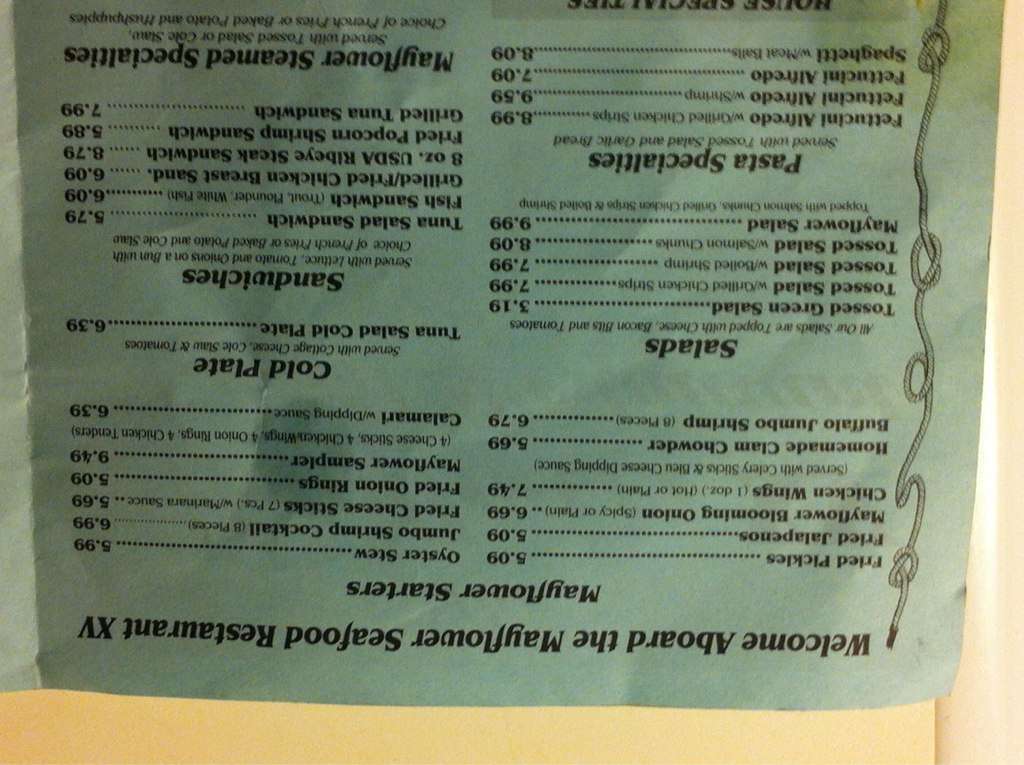 Welcome Aboard the Mayflower Seafood Restaurant XV
Mayflower Starters
Fried Pickles ........................................ 5.09
Fried Jalapenos........................................ 5.09
Mayflower Blooming Onion (Spicy or Plain) .. 6.69
Chicken Wings (1 doz.) (Hot or Plain) .............. 7.49
(Served with Celery Sticks & Bleu Cheese Dipping Sauce)
Homemade Clam Chowder .................... 5.69
Buffalo Jumbo Shrimp (8 Pieces) .............. 6.79
Oyster Stew........................................ 5.99
Jumbo Shrimp Cocktail (8 Pieces).................. 6.99
Fried Cheese Sticks (7 Pcs.) w/Marinara Sauce .. 5.69
Fried Onion Rings............................ 5.09
Mayflower Sampler............................ 9.49
(4 Cheese Sticks, 4 ChickenWings, 4 Onion Rings, 4 Chicken Tenders)
Calamari w/Dipping Sauce............................ 6.39
Salads
All Our Salads are Topped with Cheese, Bacon Bits and Tomatoes
Tossed Green Salad............................ 3.19
Tossed Salad w/Grilled Chicken Strips.............. 7.99
Tossed Salad w/Boiled Shrimp .................. 7.99
Tossed Salad w/Salmon Chunks .................. 8.09
Mayflower Salad ............................ 9.99
Topped with Salmon Chunks, Grilled Chicken Strips & Boiled Shrimp
Pasta Specialties
Served with Tossed Salad and Garlic Bread
Fettucini Alfredo w/Grilled Chicken Strips............8.99
Fettucini Alfredo w/Shrimp........................9.59
Fettucini Alfredo ................................7.09
Spaghetti w/Meat Balls............................8.09
HOUSE SPECIALTIES
Cold Plate
Served with Cottage Cheese, Cole Slaw & Tomatoes
Tuna Salad Cold Plate ........................6.39
Sandwiches
Served with Lettuce, Tomato and Onions on a Bun with
Choice of French Fries or Baked Potato and Cole Slaw
Tuna Salad Sandwich ........................ 5.79
Fish Sandwich (Trout, Flounder, White Fish) ..........6.09
Grilled/Fried Chicken Breast Sand. ...... 6.09
8 oz. USDA Ribeye Steak Sandwich ...... 8.79
Fried Popcorn Shrimp Sandwich .......... 5.89
Grilled Tuna Sandwich ...................... 7.99
Mayflower Steamed Specialties
Served with Tossed Salad or Cole Slaw,
Choice of French Fries or Baked Potato and Hushpuppies